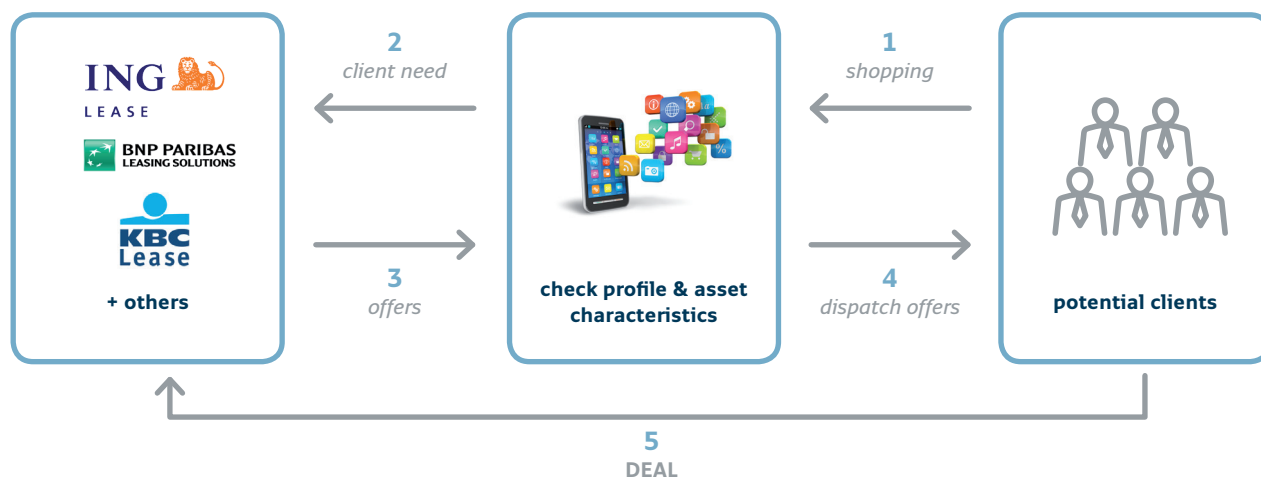 ING
LEASE
BNP PARIBAS
LEASING SOLUTIONS
KBC
Lease
+ others
2
client need
3
offers
check profile & asset
characteristics
1
shopping
4
dispatch offers
potential clients
5
DEAL